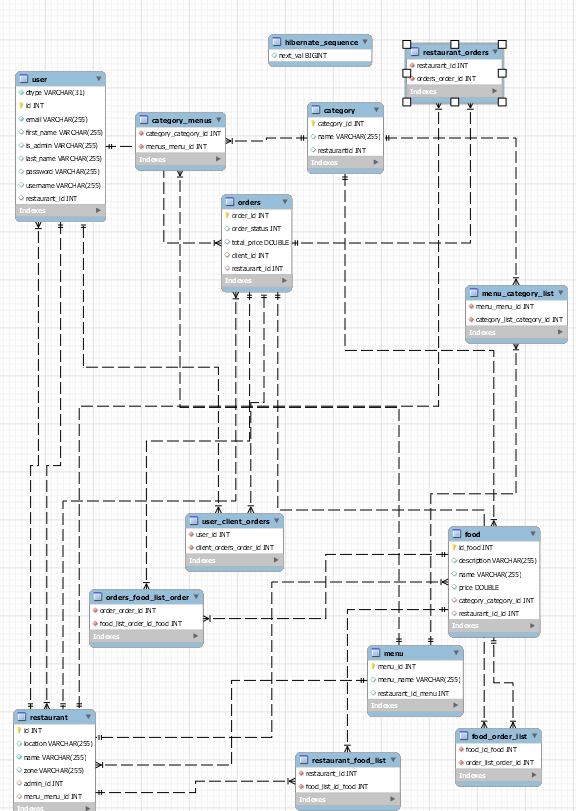 hibernate_sequence
next_val BIGINT
restaurant_orders
restaurant_id INT
orders_order_id INT
Indexes
user
dtype VARCHAR(31)
id INT
email VARCHAR(255)
first_name VARCHAR(255)
is_admin VARCHAR(255)
last_name VARCHAR(255)
password VARCHAR(255)
username VARCHAR(255)
restaurant_id INT
Indexes
category_menus
category_category_id INT
menus_menu_id INT
Indexes
category
category_id INT
name VARCHAR(255)
restaurantid INT
Indexes
orders
order_id INT
order_status INT
total_price DOUBLE
client_id INT
restaurant_id INT
Indexes
menu_category_list
menu_menu_id INT
category_list_category_id INT
Indexes
user_client_orders
user_id INT
client_orders_order_id INT
Indexes
food
id_food INT
description VARCHAR(255)
name VARCHAR(255)
price DOUBLE
category_category_id INT
restaurant_id_id INT
Indexes
orders_food_list_order
order_order_id INT
food_list_order_id_food INT
Indexes
menu
menu_id INT
menu_name VARCHAR(255)
restaurant_id_menu INT
Indexes
restaurant
id INT
location VARCHAR(255)
name VARCHAR(255)
zone VARCHAR(255)
admin_id INT
menu_menu_id INT
Indexes
restaurant_food_list
restaurant_id INT
food_list_id_food INT
Indexes
food_order_list
food_id_food INT
order_list_order_id INT
Indexes